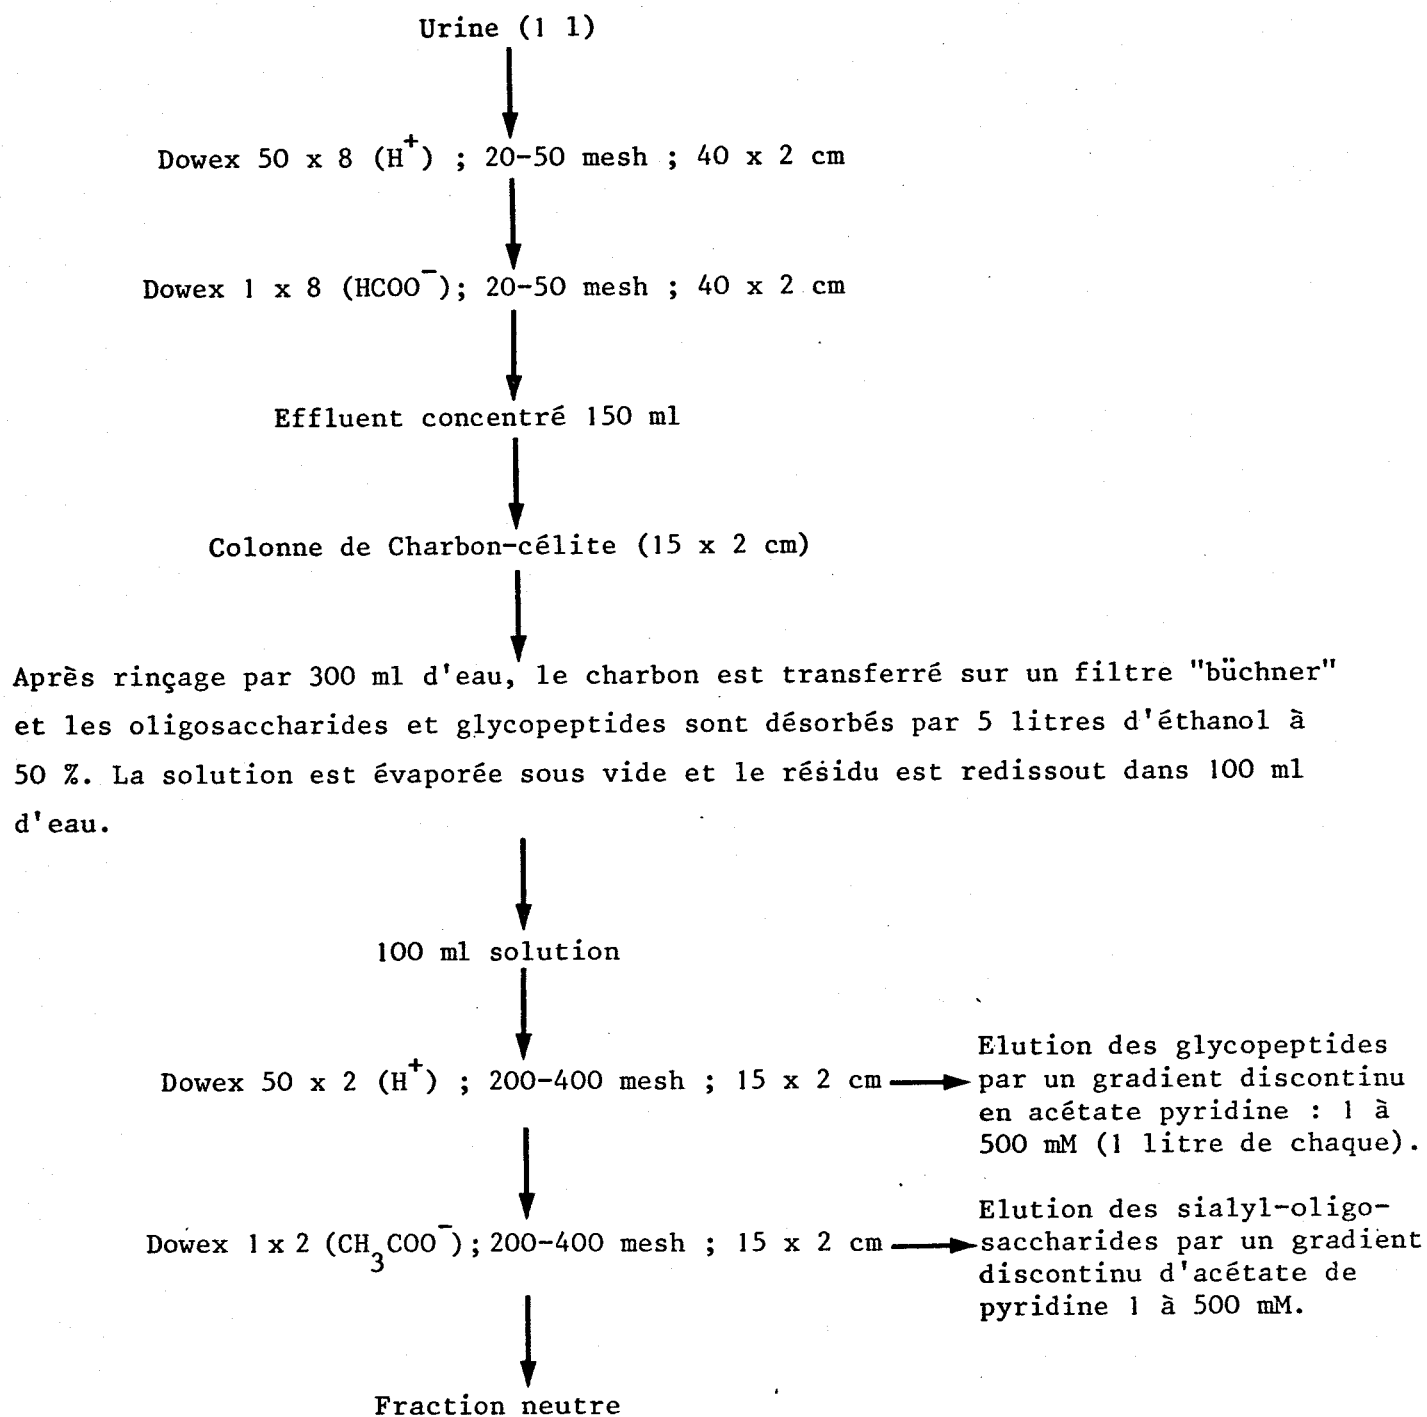 Urine (1 l)
Dowex 50 x 8 (H⁺) ; 20-50 mesh ; 40 x 2 cm
Dowex 1 x 8 (HCOO⁻); 20-50 mesh ; 40 x 2 cm
Effluent concentré 150 ml
Colonne de Charbon-célite (15 x 2 cm)
Après rinçage par 300 ml d'eau, le charbon est transferré sur un filtre "büchner"
et les oligosaccharides et glycopeptides sont désorbés par 5 litres d'éthanol à
50 %. La solution est évaporée sous vide et le résidu est redissout dans 100 ml
d'eau.
100 ml solution
Dowex 50 x 2 (H⁺) ; 200-400 mesh ; 15 x 2 cm
Elution des glycopeptides
par un gradient discontinu
en acétate pyridine : 1 à
500 mM (1 litre de chaque).
Dowex 1 x 2 (CH₃COO⁻); 200-400 mesh ; 15 x 2 cm
Elution des sialyl-oligo-
saccharides par un gradient
discontinu d'acétate de
pyridine 1 à 500 mM.
Fraction neutre